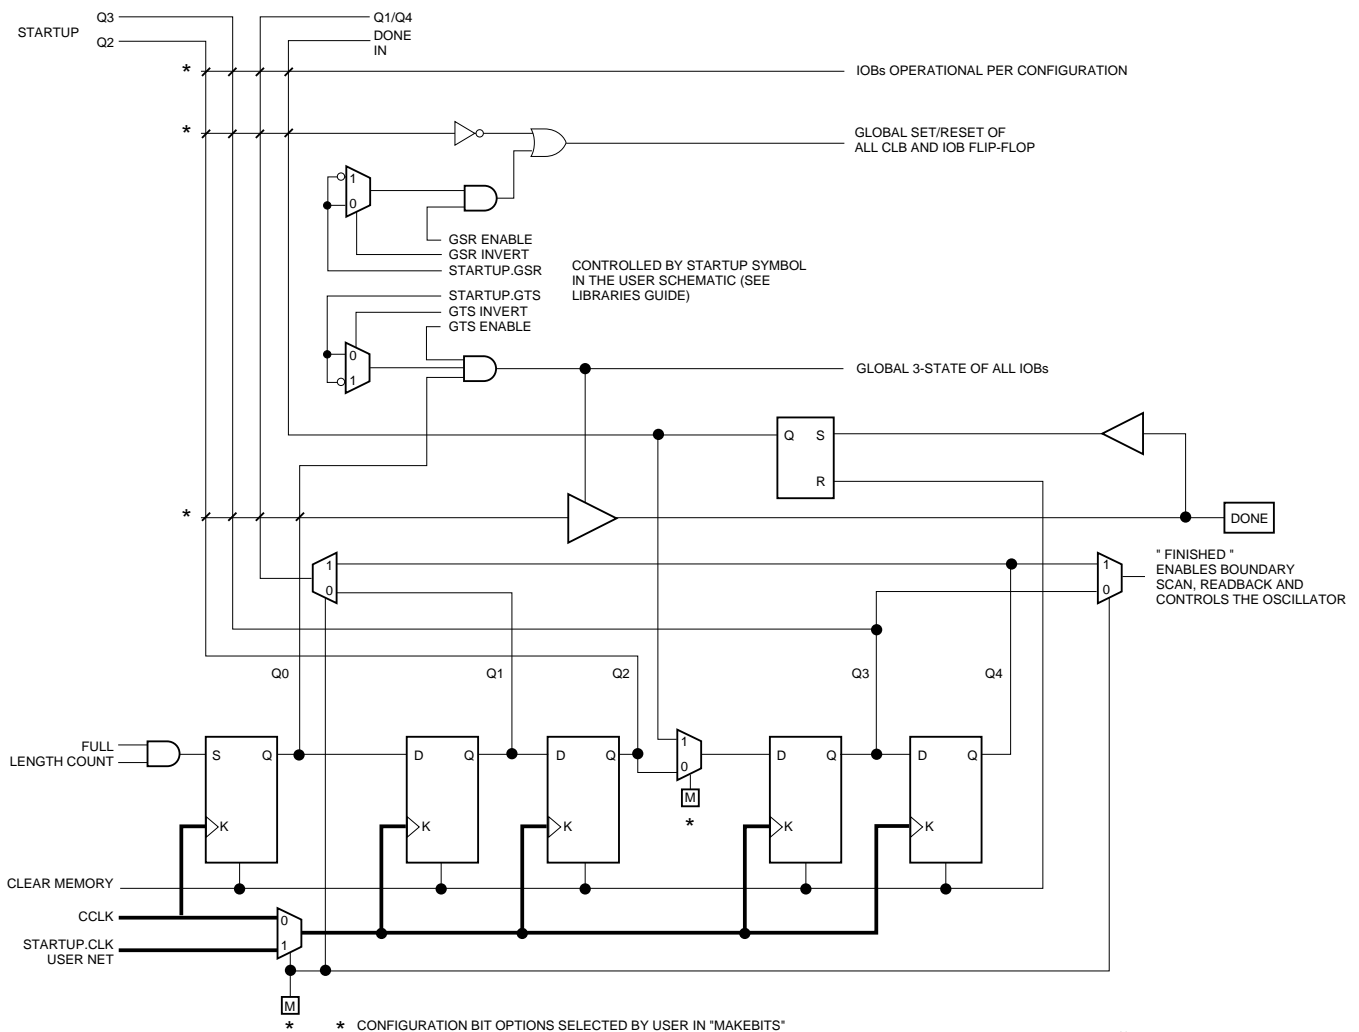 STARTUP
Q3
Q2
Q1/Q4
DONE
IN
*
IOBs OPERATIONAL PER CONFIGURATION
*
GLOBAL SET/RESET OF
ALL CLB AND IOB FLIP-FLOP
1
0
GSR ENABLE
GSR INVERT
STARTUP.GSR
CONTROLLED BY STARTUP SYMBOL
IN THE USER SCHEMATIC (SEE
LIBRARIES GUIDE)
STARTUP.GTS
GTS INVERT
GTS ENABLE
0
1
GLOBAL 3-STATE OF ALL IOBs
Q S
R
*
DONE
1
0
1
0
" FINISHED "
ENABLES BOUNDARY
SCAN, READBACK AND
CONTROLS THE OSCILLATOR
Q0
Q1
Q2
Q3
Q4
FULL
LENGTH COUNT
S Q
K
D Q
K
D Q
K
1
0
M
*
D Q
K
D Q
K
CLEAR MEMORY
CCLK
STARTUP.CLK
USER NET
0
1
M
*
* CONFIGURATION BIT OPTIONS SELECTED BY USER IN "MAKEBITS"